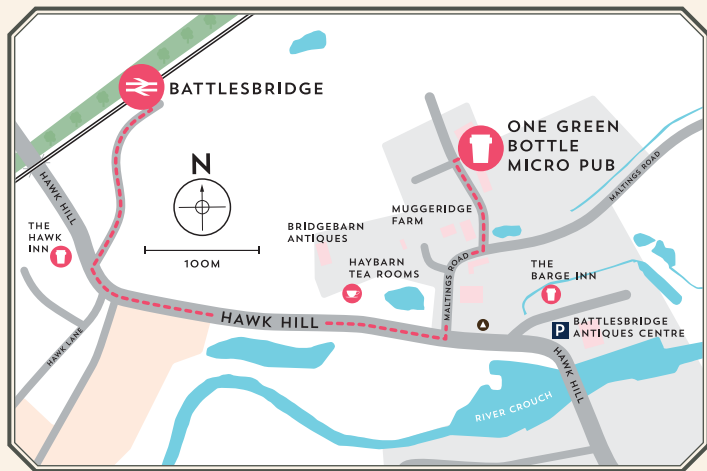 BATTLESBRIDGE
ONE GREEN
BOTTLE
MICRO PUB
N
100M
HAWK HILL
THE
HAWK
INN
BRIDGEBARN
ANTIQUES
MUGGERIDGE
FARM
MALTINGS ROAD
HAYBARN
TEA ROOMS
MALTINGS ROAD
THE
BARGE INN
HAWK HILL
HAWK LANE
P
BATTLESBRIDGE
ANTIQUES CENTRE
HAWK HILL
RIVER CROUCH